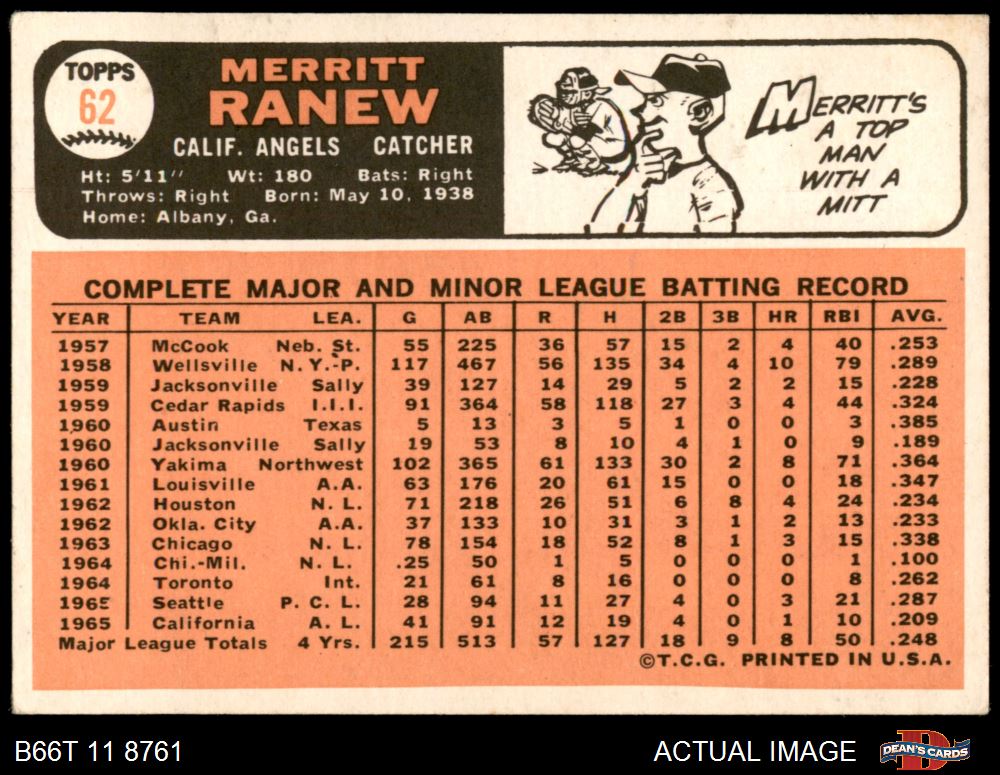 TOPPS
62
MERRITT
RANEW
CALIF. ANGELS CATCHER
Ht: 5'11" Wt: 180 Bats: Right
Throws: Right Born: May 10, 1938
Home: Albany, Ga.
MERRITT'S
A TOP
MAN
WITH A
MITT
COMPLETE MAJOR AND MINOR LEAGUE BATTING RECORD
YEAR TEAM LEA. G AB R H 2B 3B HR RBI AVG.
1957 McCook Neb. St. 55 225 36 57 15 2 4 40 .253
1958 Wellsville N.Y.-P. 117 467 56 135 34 4 10 79 .289
1959 Jacksonville Sally 39 127 14 29 5 2 2 15 .228
1959 Cedar Rapids I.I.I. 91 364 58 118 27 3 4 44 .324
1960 Austin Texas 5 13 3 5 1 0 0 3 .385
1960 Jacksonville Sally 19 53 8 10 4 1 0 9 .189
1960 Yakima Northwest 102 365 61 133 30 2 8 71 .364
1961 Louisville A.A. 63 176 20 61 15 0 0 18 .347
1962 Houston N. L. 71 218 26 51 6 8 4 24 .234
1962 Okla. City A.A. 37 133 10 31 3 1 2 13 .233
1963 Chicago N. L. 78 154 18 52 8 1 3 15 .338
1964 Chi.-Mil. N. L. .25 50 1 5 0 0 0 1 .100
1964 Toronto Int. 21 61 8 16 0 0 0 8 .262
1965 Seattle P. C. L. 28 94 11 27 4 0 3 21 .287
1965 California A. L. 41 91 12 19 4 0 1 10 .209
Major League Totals 4 Yrs. 215 513 57 127 18 9 8 50 .248
©T.C.G. PRINTED IN U.S.A.
B66T 11 8761 ACTUAL IMAGE DEAN'S CARDS